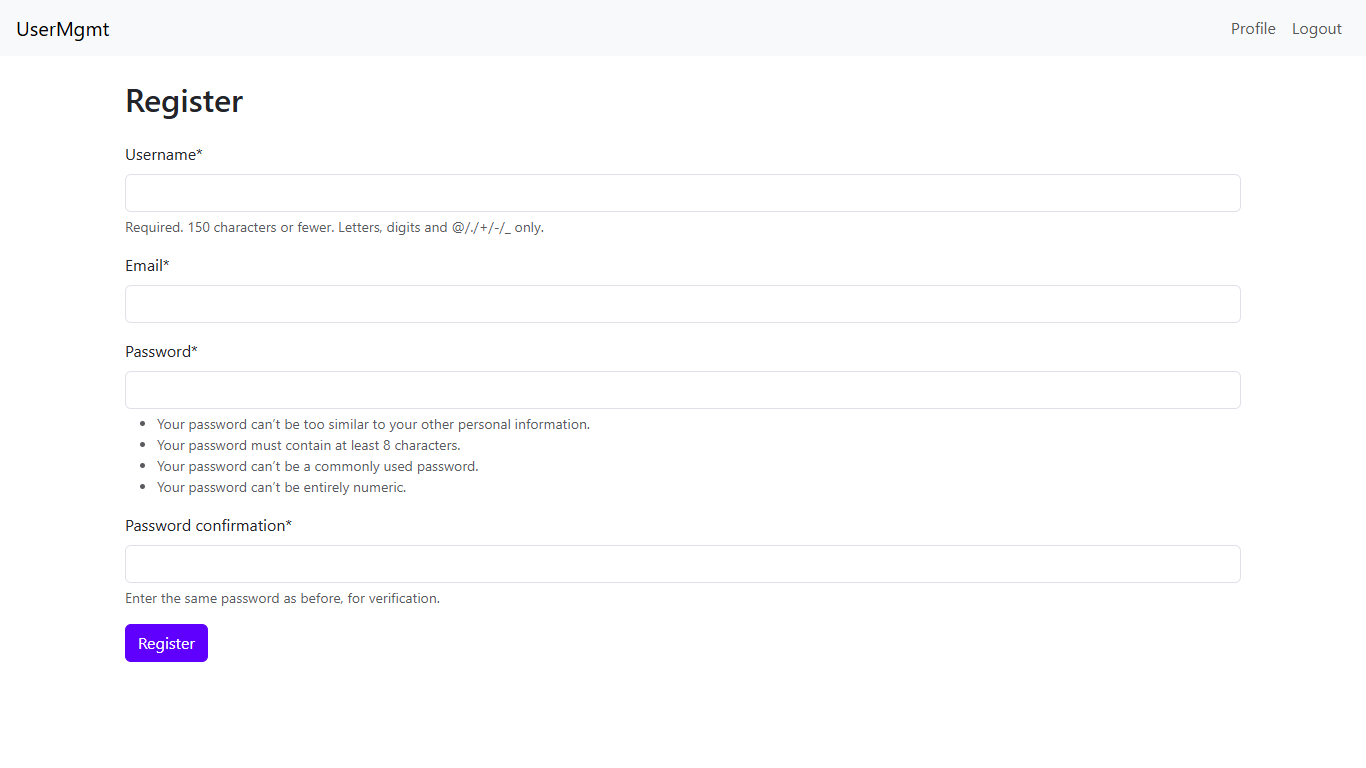 UserMgmt
Profile Logout
Register
Username*
Required. 150 characters or fewer. Letters, digits and @/./+/-/_ only.
Email*
Password*
Your password can’t be too similar to your other personal information.
Your password must contain at least 8 characters.
Your password can’t be a commonly used password.
Your password can’t be entirely numeric.
Password confirmation*
Enter the same password as before, for verification.
Register